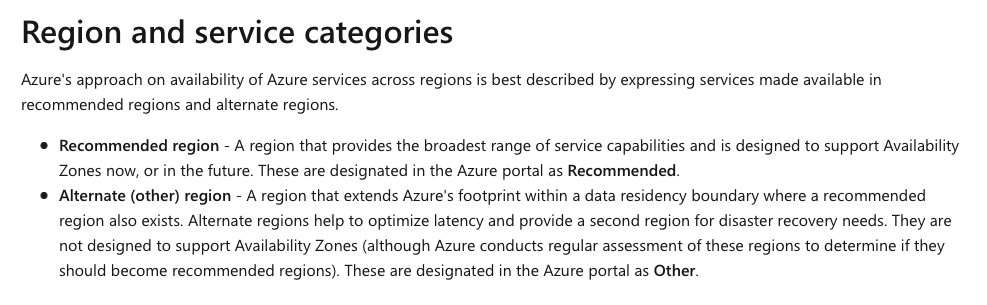 Region and service categories
Azure's approach on availability of Azure services across regions is best described by expressing services made available in
recommended regions and alternate regions.
• Recommended region - A region that provides the broadest range of service capabilities and is designed to support Availability
Zones now, or in the future. These are designated in the Azure portal as Recommended.
• Alternate (other) region - A region that extends Azure's footprint within a data residency boundary where a recommended
region also exists. Alternate regions help to optimize latency and provide a second region for disaster recovery needs. They are
not designed to support Availability Zones (although Azure conducts regular assessment of these regions to determine if they
should become recommended regions). These are designated in the Azure portal as Other.